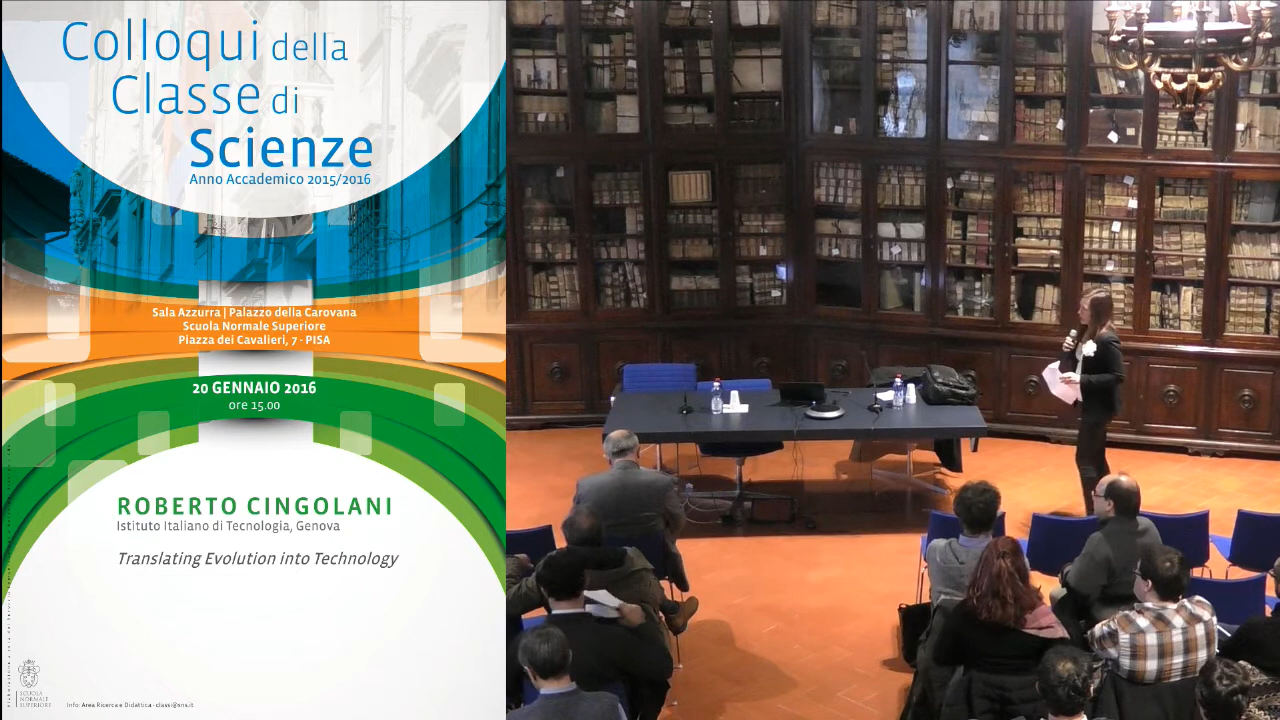 Colloqui della
Classe di
Scienze
Anno Accademico 2015/2016
Sala Azzurra | Palazzo della Carovana
Scuola Normale Superiore
Piazza dei Cavalieri, 7 - PISA
20 GENNAIO 2016
ore 15.00
ROBERTO CINGOLANI
Istituto Italiano di Tecnologia, Genova
Translating Evolution into Technology
SCUOLA
NORMALE
SUPERIORE
Info: Area Ricerca e Didattica - classi@sns.it